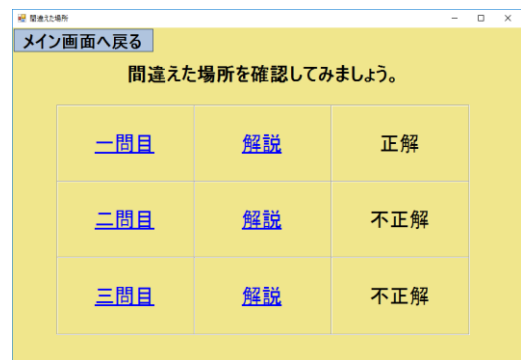 間違えた場所
メイン画面へ戻る
間違えた場所を確認してみましょう。
一問目 解説 正解
二問目 解説 不正解
三問目 解説 不正解